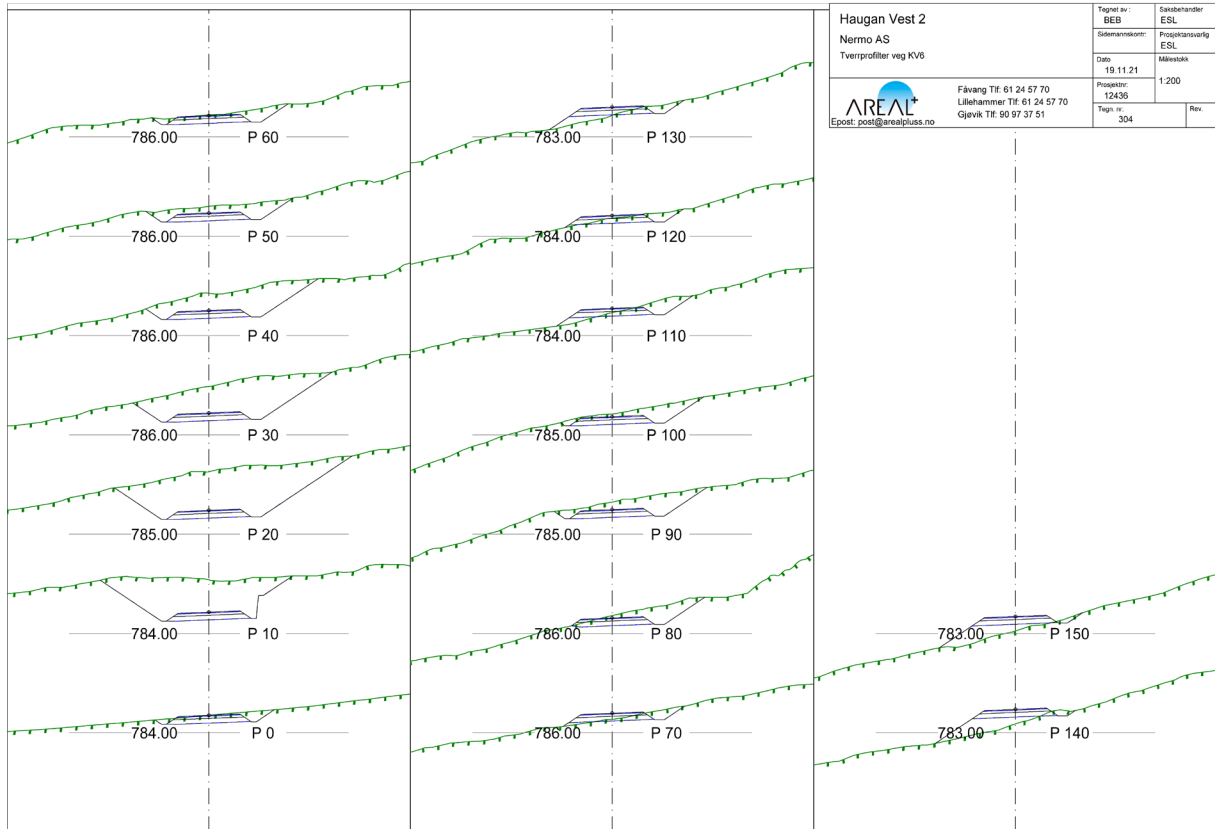 Haugan Vest 2
Nermo AS
Tverrprofilter veg KV6
AREAL+
Epost: post@arealpluss.no
Fåvang Tlf: 61 24 57 70
Lillehammer Tlf: 61 24 57 70
Gjøvik Tlf: 90 97 37 51
Tegnet av :
BEB
Saksbehandler
ESL
Sidemannskontr:
Prosjektansvarlig
ESL
Dato
19.11.21
Målestokk
1:200
Prosjektnr:
12436
Tegn. nr.:
304
Rev.
786.00 P 60
786.00 P 50
786.00 P 40
786.00 P 30
785.00 P 20
784.00 P 10
784.00 P 0
783.00 P 130
784.00 P 120
784.00 P 110
785.00 P 100
785.00 P 90
786.00 P 80
786.00 P 70
783.00 P 150
783.00 P 140